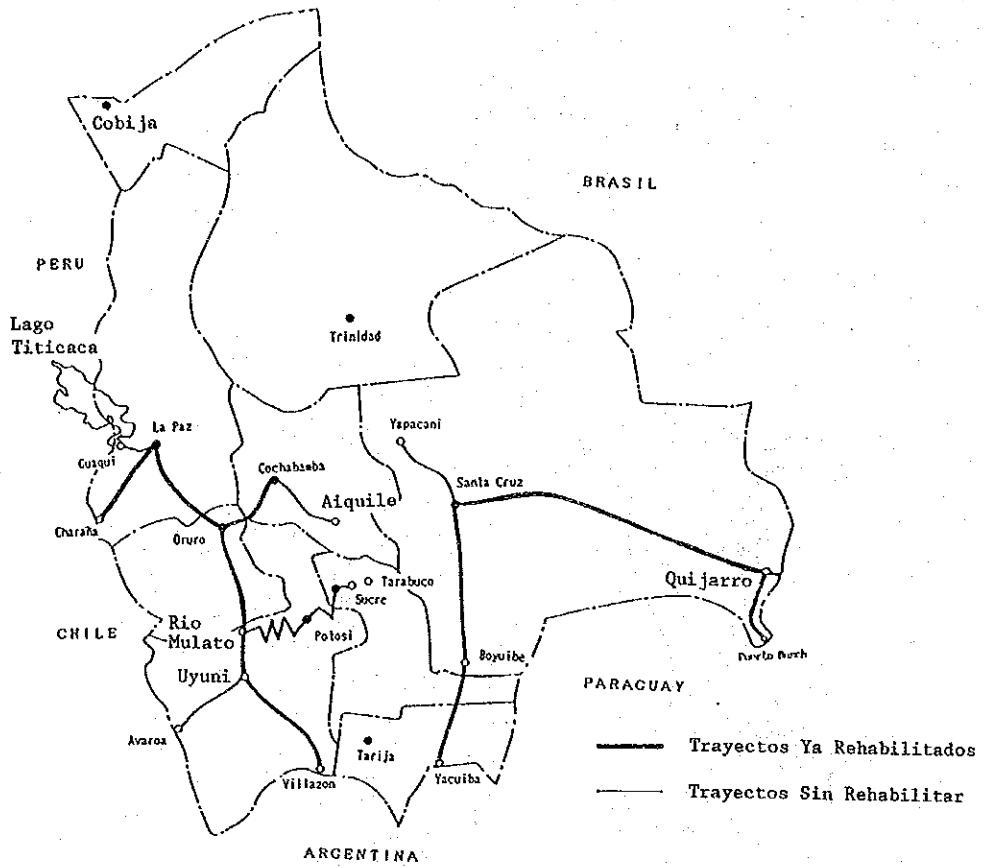 Cobija
BRASIL
PERU
Lago
Titicaca
Trinidad
La Paz
Guaqui
Yapacani
Cochabamba
Santa Cruz
Aiquile
Charaña
Oruro
Quijarro
Tarabuco
Sucre
CHILE
Rio
Mulato
Potosi
Uyuni
Boyuibe
Puerto
PARAGUAY
Avaroa
Tarija
Villazon
Yacuiba
Trayectos Ya Rehabilitados
Trayectos Sin Rehabilitar
ARGENTINA